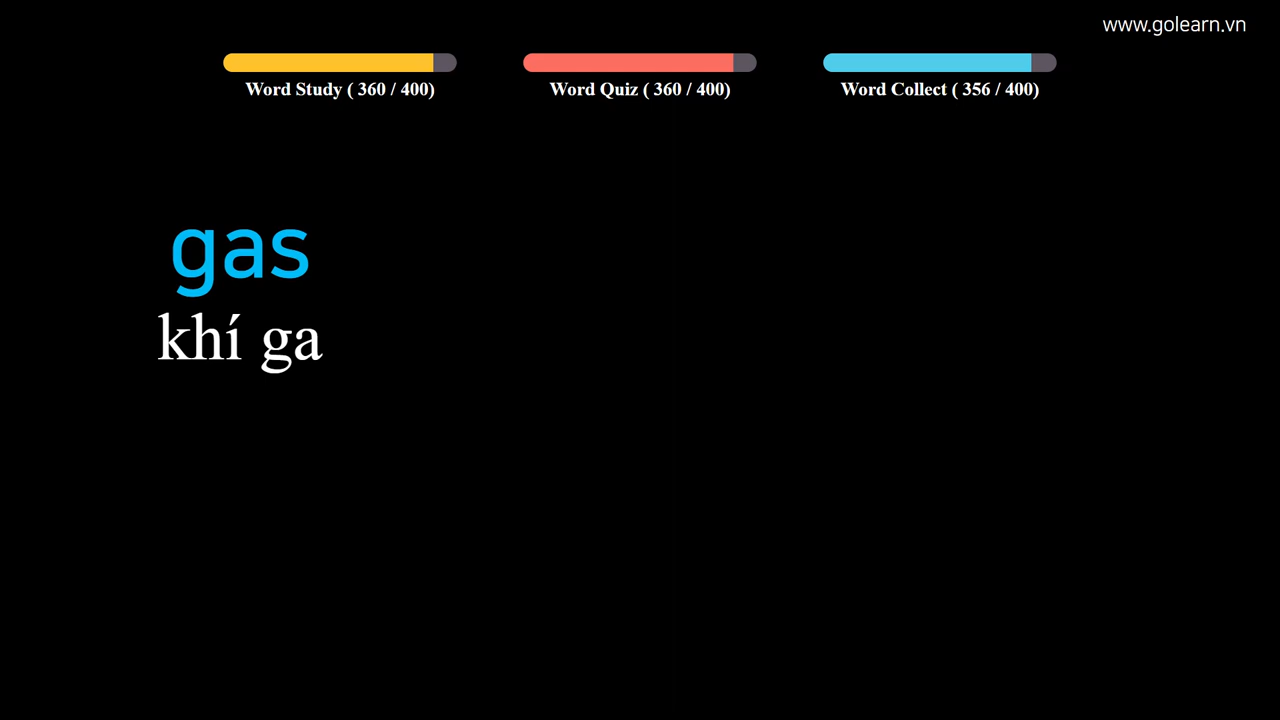 www.golearn.vn
Word Study ( 360 / 400)
Word Quiz ( 360 / 400)
Word Collect ( 356 / 400)
gas
khí ga